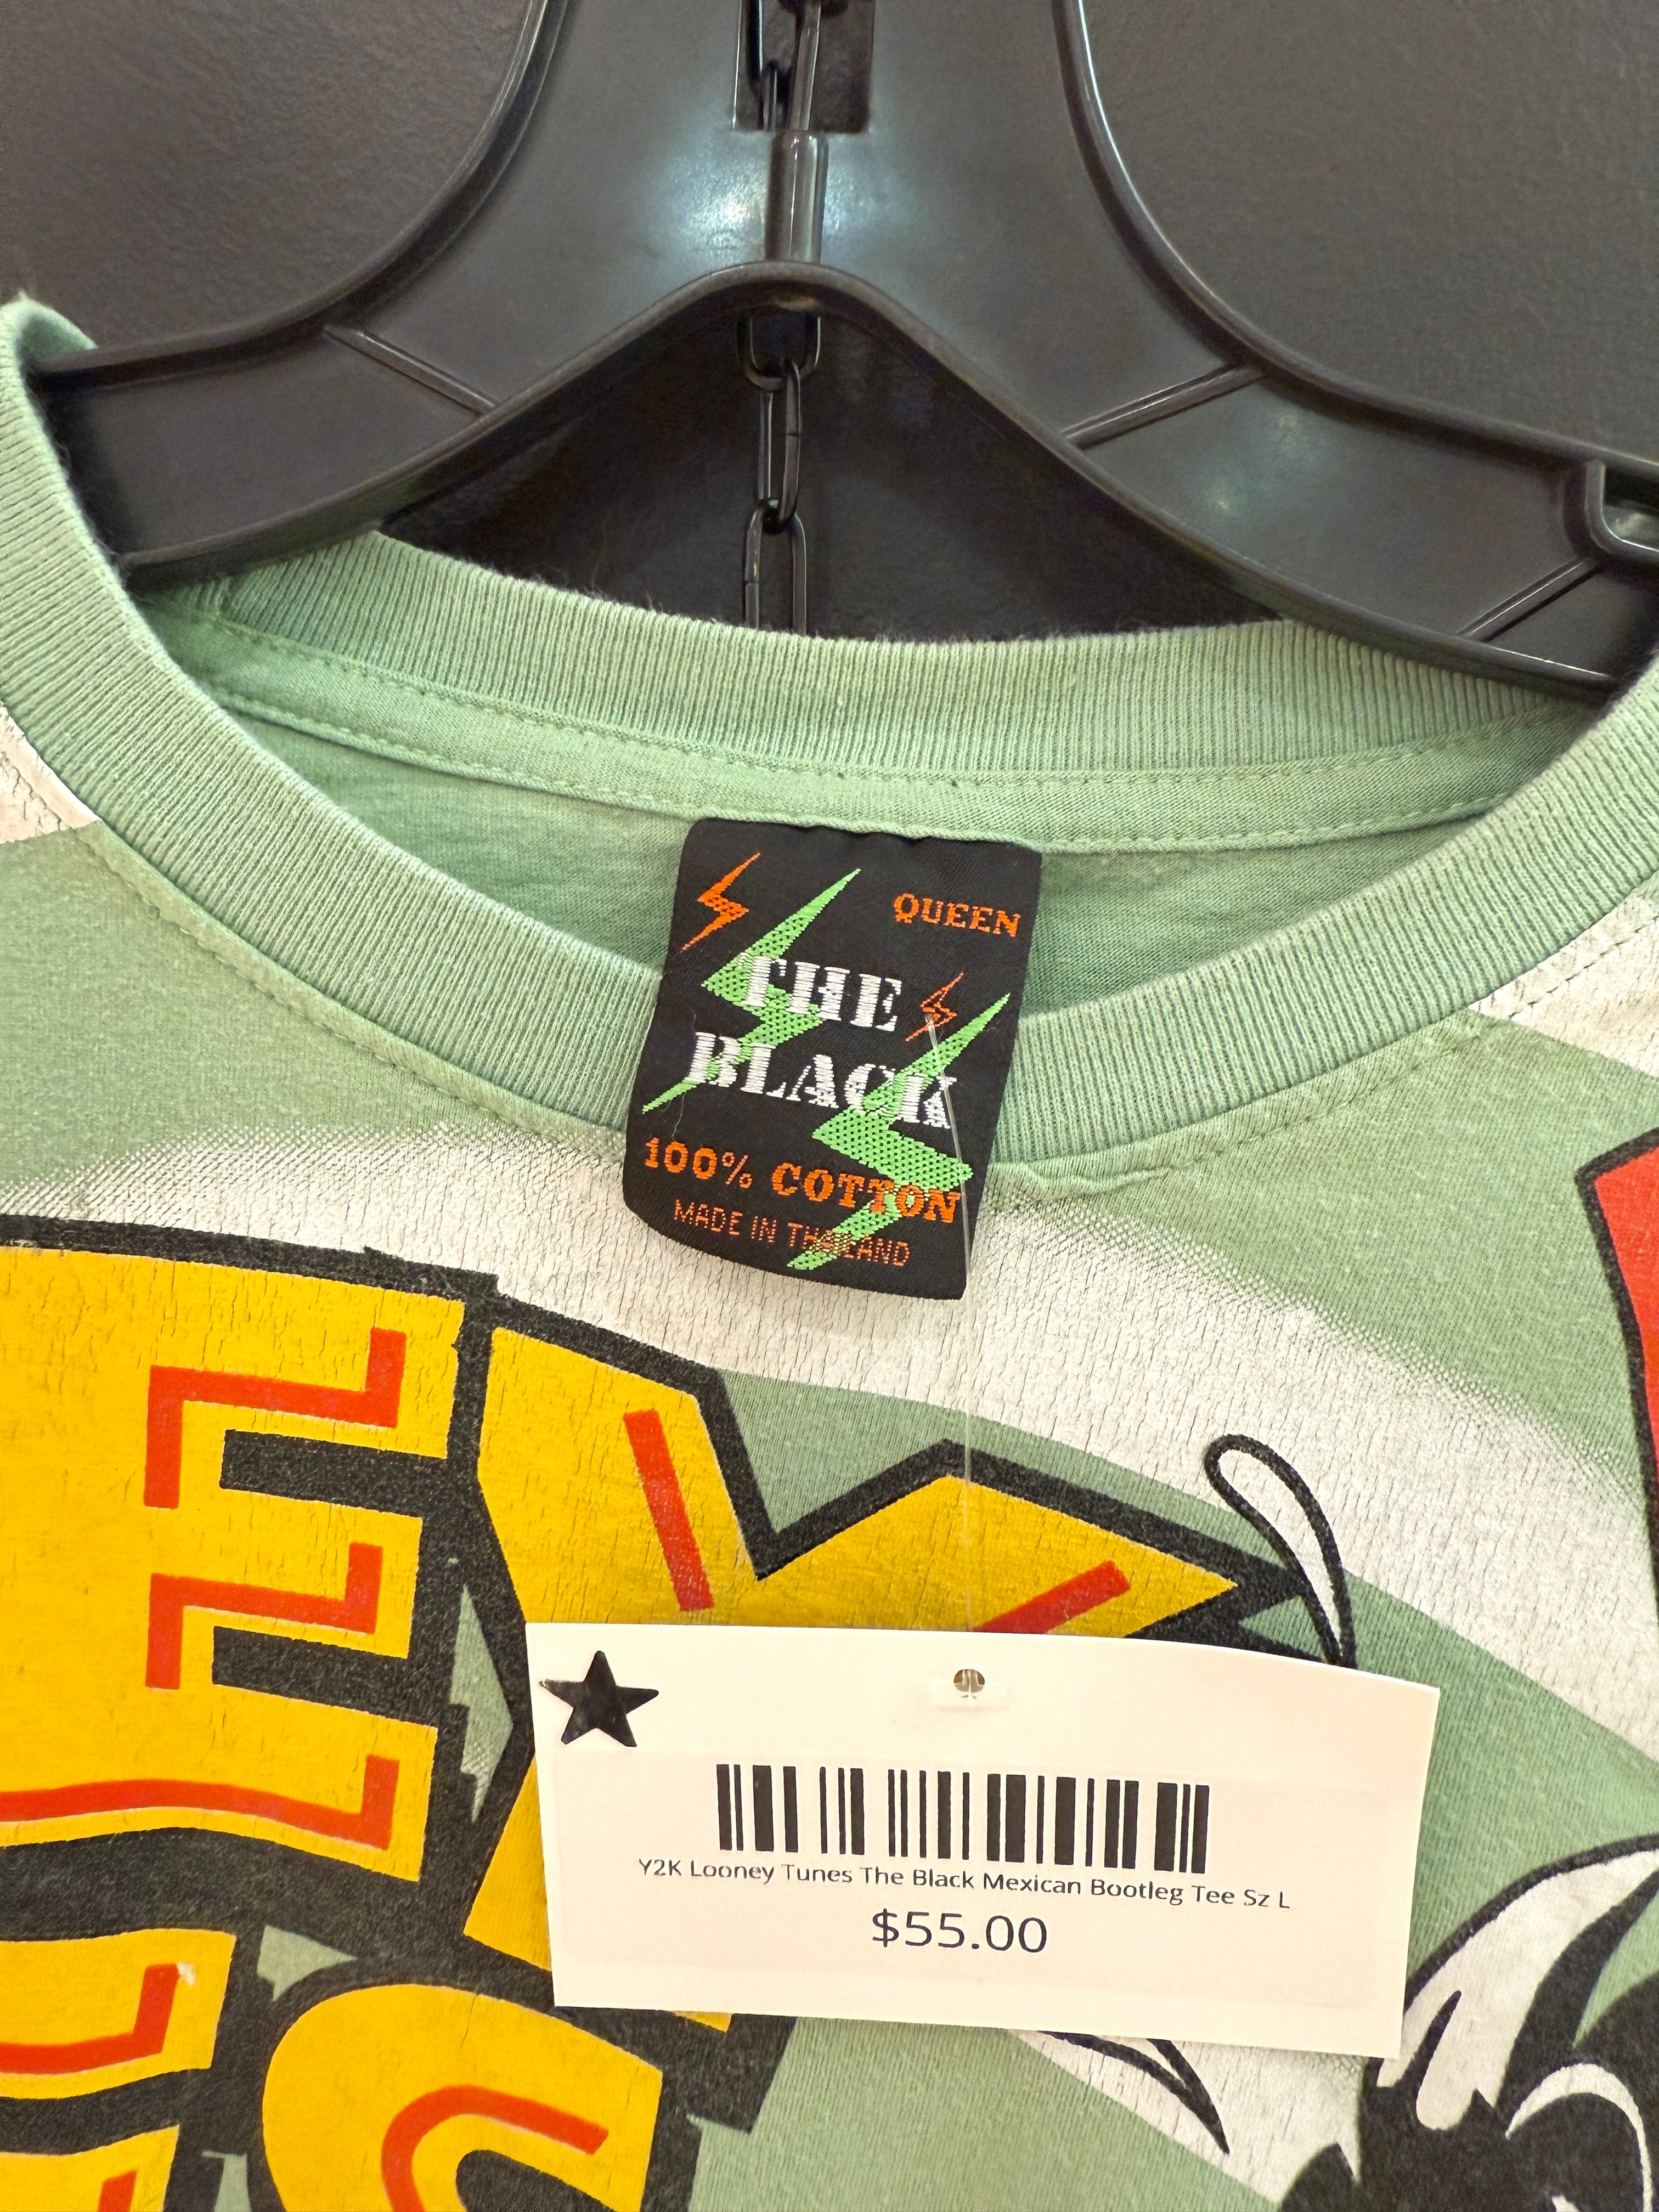 QUEEN
THE
BLACK
100% COTTON
MADE IN THAILAND
Y2K Looney Tunes The Black Mexican Bootleg Tee Sz L
$55.00